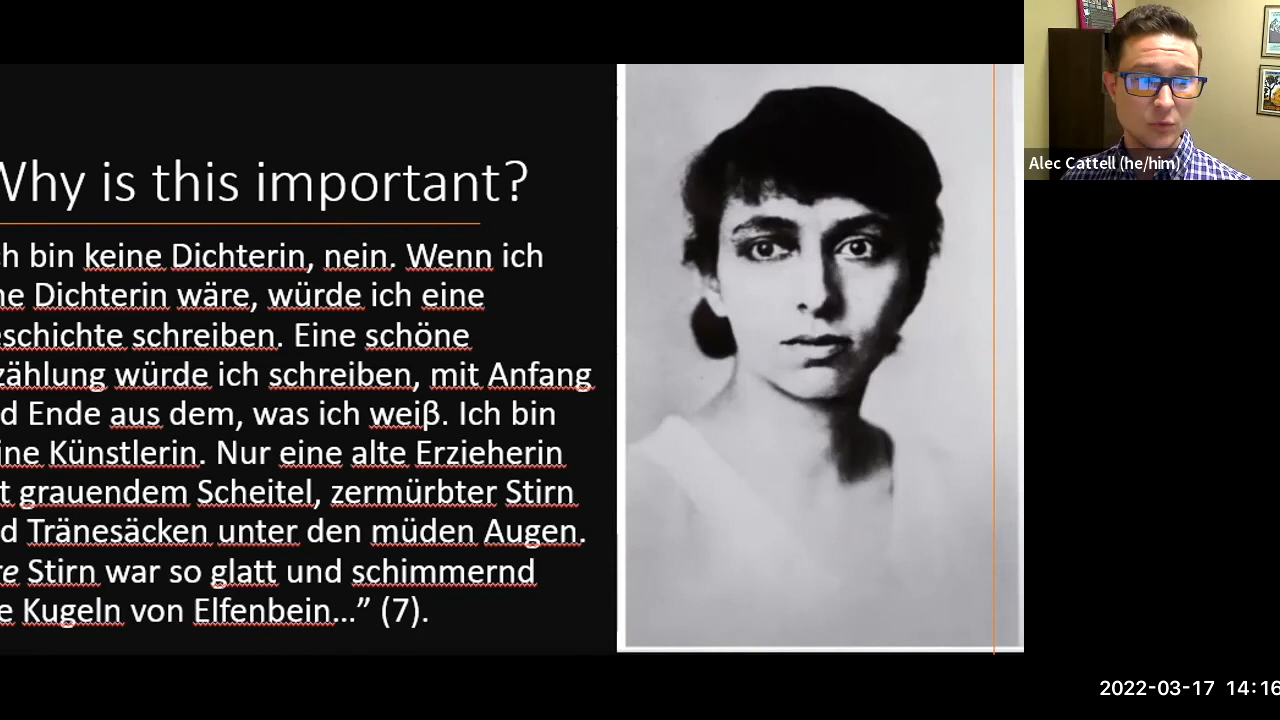 Why is this important?
ch bin keine Dichterin, nein. Wenn ich
ne Dichterin wäre, würde ich eine
eschichte schreiben. Eine schöne
zählung würde ich schreiben, mit Anfang
d Ende aus dem, was ich weiβ. Ich bin
ine Künstlerin. Nur eine alte Erzieherin
t grauendem Scheitel, zermürbter Stirn
d Tränesäcken unter den müden Augen.
re Stirn war so glatt und schimmernd
e Kugeln von Elfenbein…” (7).
Alec Cattell (he/him)
2022-03-17 14:16